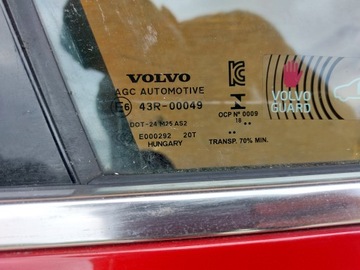 VOLVO
AGC AUTOMOTIVE
E6 43R-00049
DOT-24 M25 AS2
E000292 20T
HUNGARY
OCP Nº 0009
18
TRANSP. 70% MIN.
VOLVO
GUARD